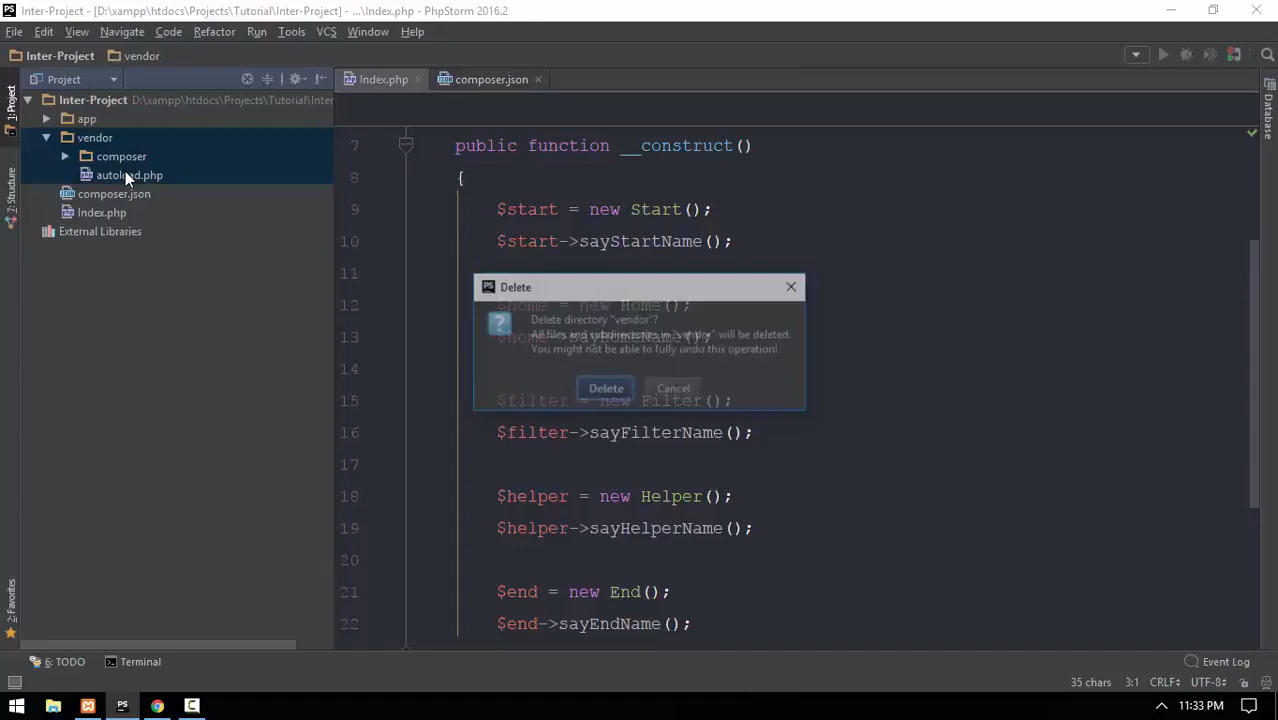 Inter-Project - [D:\xampp\htdocs\Projects\Tutorial\Inter-Project] - ...\Index.php - PhpStorm 2016.2
File Edit View Navigate Code Refactor Run Tools VCS Window Help
Inter-Project vendor
Project Index.php composer.json
Inter-Project D:\xampp\htdocs\Projects\Tutorial\Inter
app
vendor
composer
autoload.php
composer.json
Index.php
External Libraries
1: Project
7: Structure
2: Favorites
Database
7 public function __construct()
8 {
9 $start = new Start();
10 $start->sayStartName();
11
12 $home = new Home();
13 $home->sayHomeName();
14
15 $filter = new Filter();
16 $filter->sayFilterName();
17
18 $helper = new Helper();
19 $helper->sayHelperName();
20
21 $end = new End();
22 $end->sayEndName();
Delete
Delete directory "vendor"?
All files and subdirectories in "vendor" will be deleted.
You might not be able to fully undo this operation!
Delete Cancel
6: TODO Terminal Event Log
35 chars 3:1 CRLF UTF-8
11:33 PM